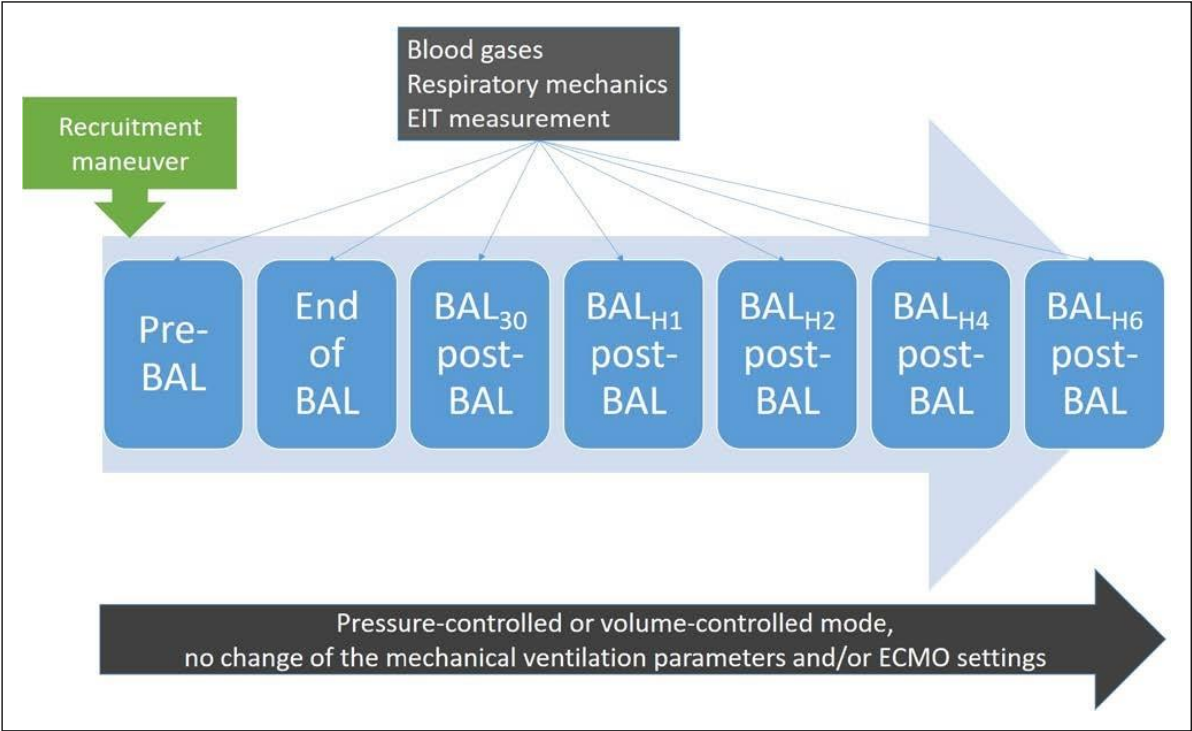 Blood gases
Respiratory mechanics
EIT measurement
Recruitment
maneuver
Pre-
BAL
End
of
BAL
BAL30
post-
BAL
BALH1
post-
BAL
BALH2
post-
BAL
BALH4
post-
BAL
BALH6
post-
BAL
Pressure-controlled or volume-controlled mode,
no change of the mechanical ventilation parameters and/or ECMO settings